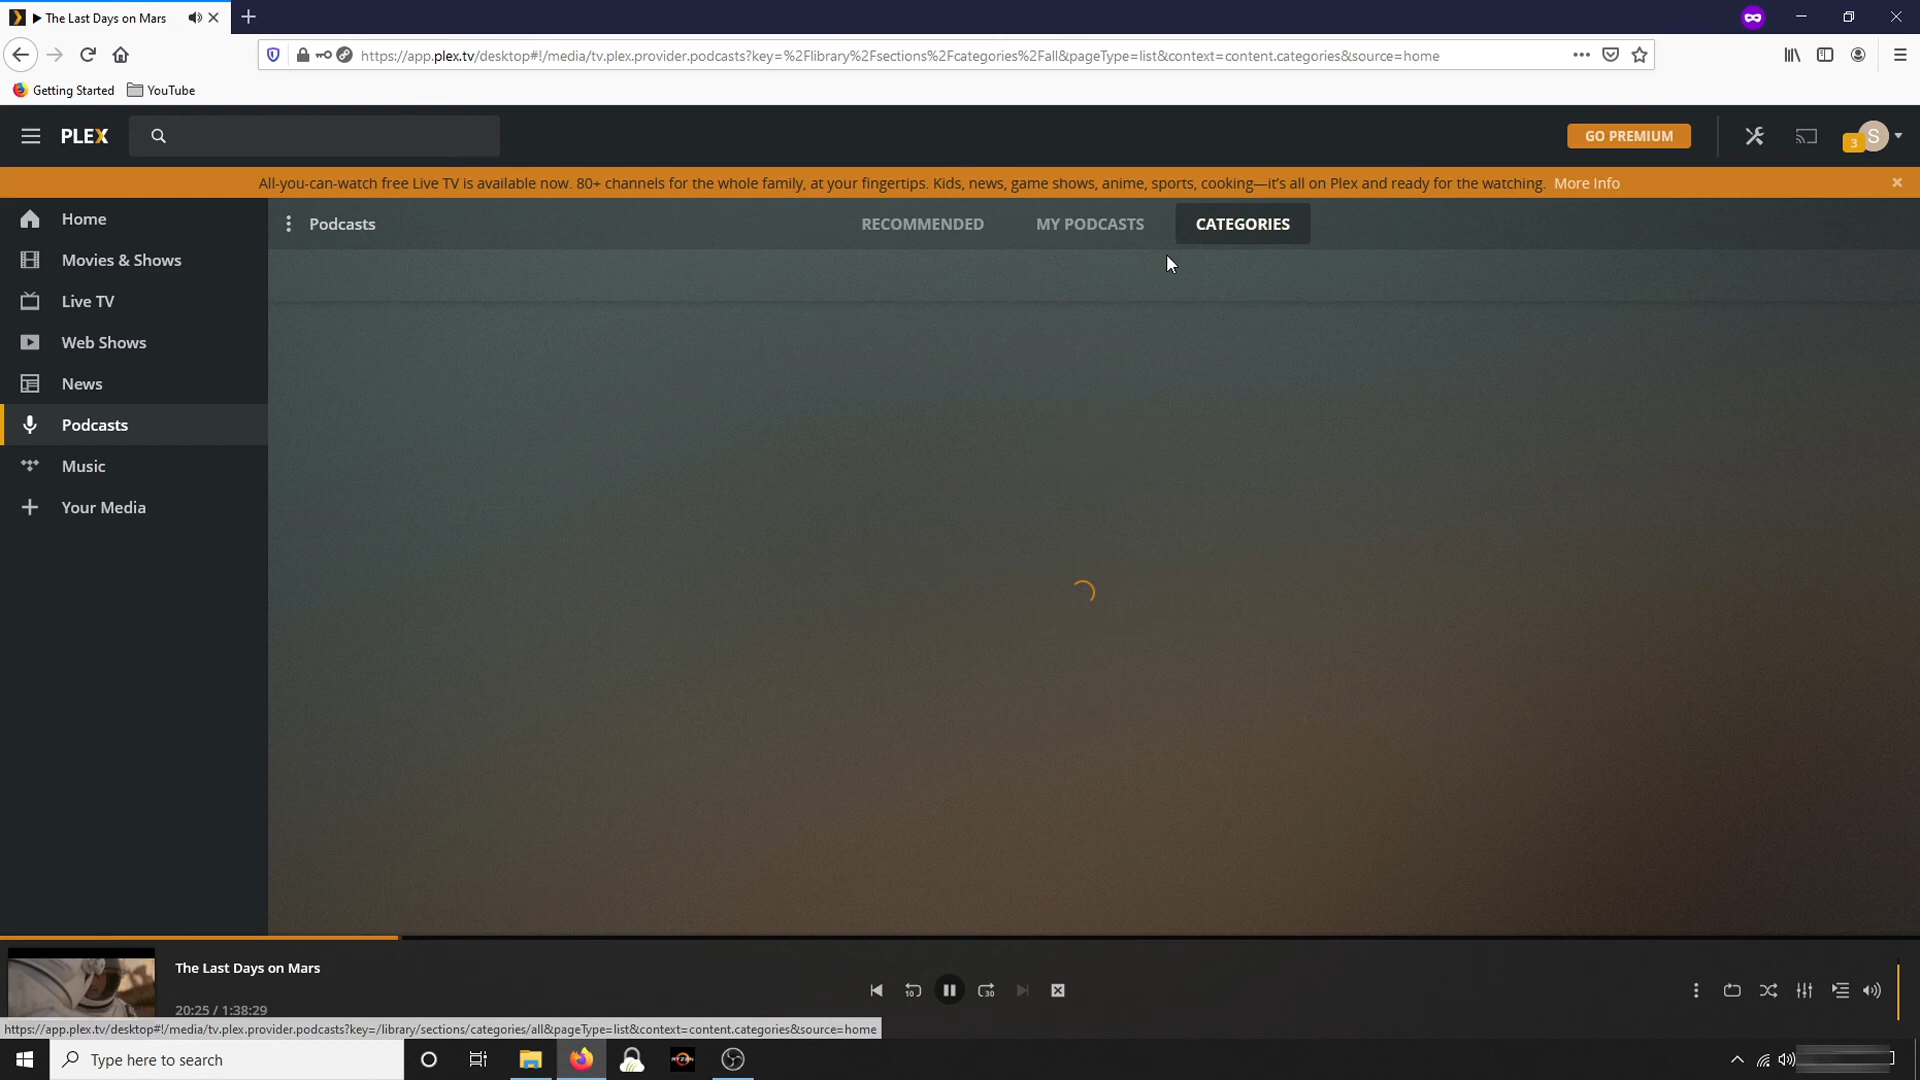 The Last Days on Mars
https://app.plex.tv/desktop#!/media/tv.plex.provider.podcasts?key=%2Flibrary%2Fsections%2Fcategories%2Fall&pageType=list&context=content.categories&source=home
Getting Started
YouTube
PLEX
GO PREMIUM
3
S
All-you-can-watch free Live TV is available now. 80+ channels for the whole family, at your fingertips. Kids, news, game shows, anime, sports, cooking—it's all on Plex and ready for the watching. More Info
Home
Podcasts
RECOMMENDED
MY PODCASTS
CATEGORIES
Movies & Shows
Live TV
Web Shows
News
Podcasts
Music
Your Media
The Last Days on Mars
20:25 / 1:38:29
10
30
https://app.plex.tv/desktop#!/media/tv.plex.provider.podcasts?key=/library/sections/categories/all&pageType=list&context=content.categories&source=home
Type here to search
RYZEN